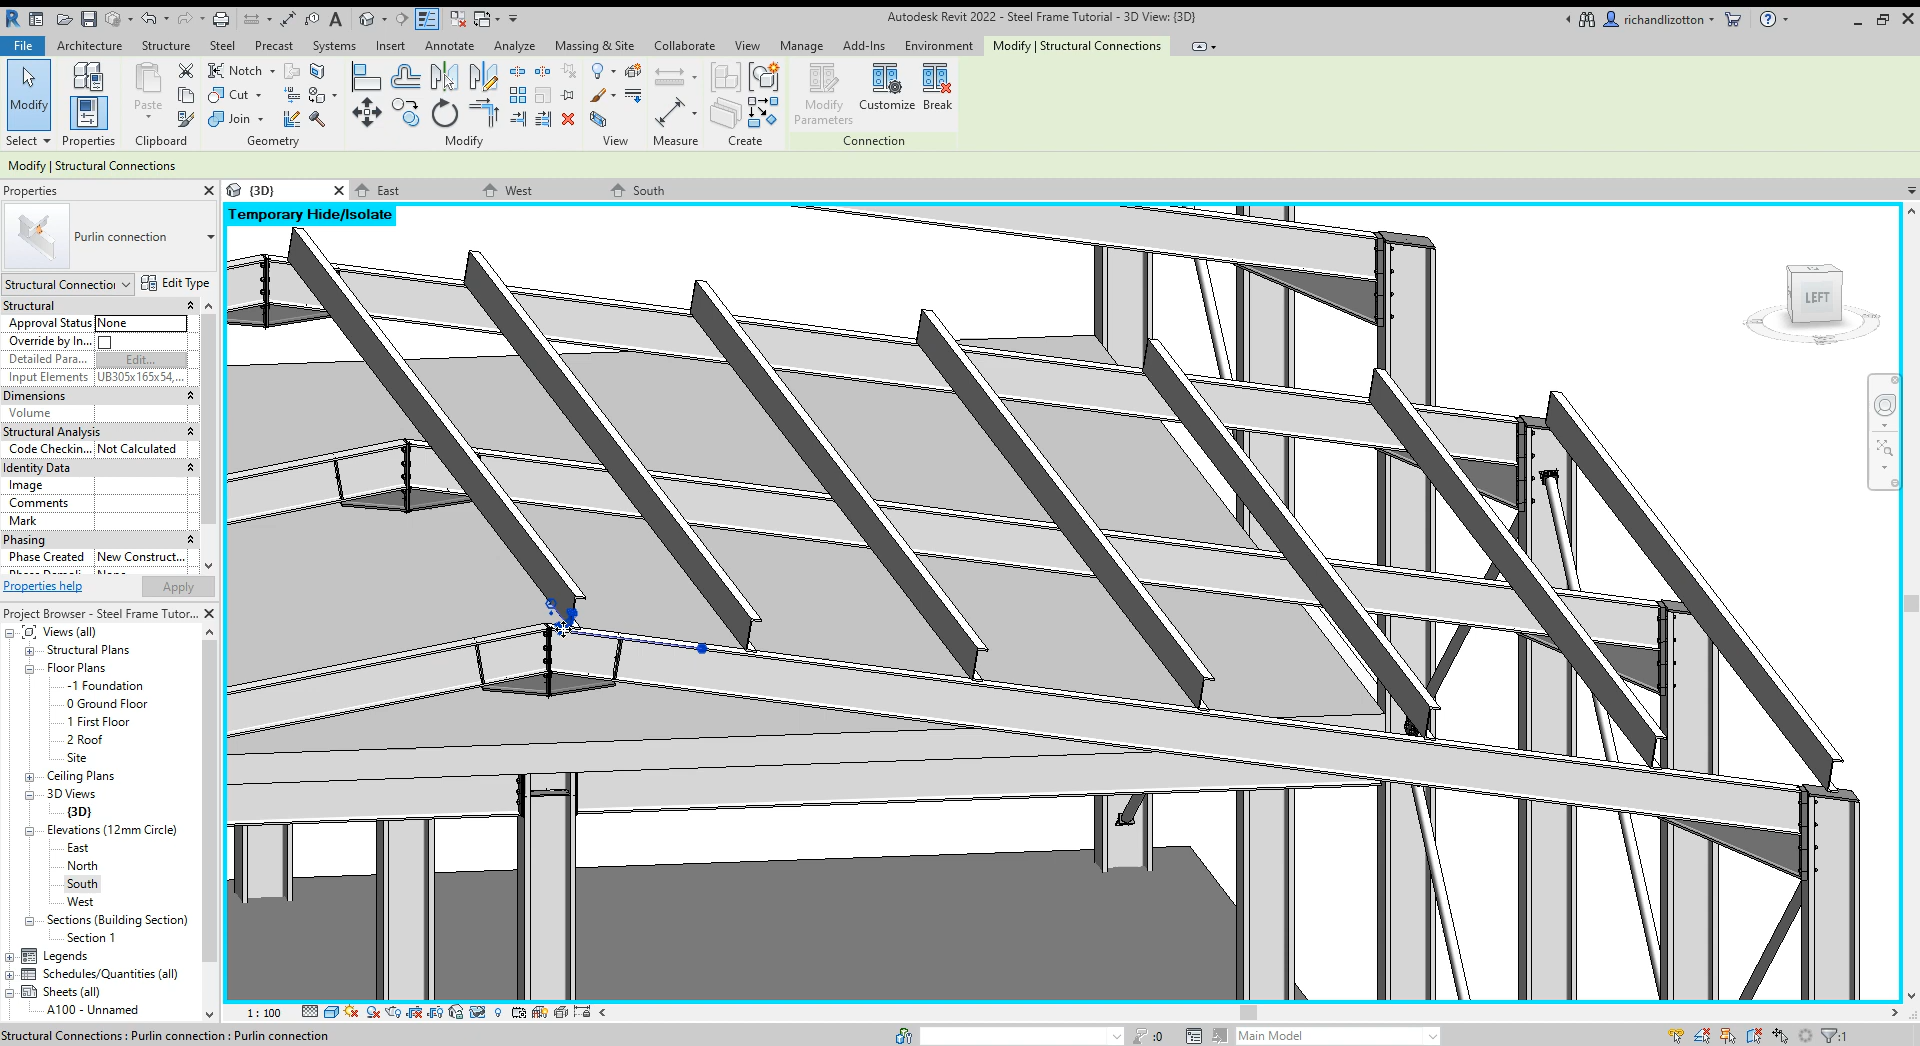 Autodesk Revit 2022 - Steel Frame Tutorial - 3D View: {3D}
richandlizotton
File Architecture Structure Steel Precast Systems Insert Annotate Analyze Massing & Site Collaborate View Manage Add-Ins Environment Modify | Structural Connections
Notch
Cut
Join
Modify
Paste
Modify Parameters
Customize
Break
Select Properties Clipboard Geometry Modify View Measure Create Connection
Modify | Structural Connections
Properties
{3D} East West South
Temporary Hide/Isolate
Purlin connection
Structural Connectior
Edit Type
Structural
Approval Status None
Override by In...
Detailed Para... Edit...
Input Elements UB305x165x54,...
Dimensions
Volume
Structural Analysis
Code Checkin... Not Calculated
Identity Data
Image
Comments
Mark
Phasing
Phase Created New Construct...
Properties help Apply
LEFT
Project Browser - Steel Frame Tutor...
Views (all)
Structural Plans
Floor Plans
-1 Foundation
0 Ground Floor
1 First Floor
2 Roof
Site
Ceiling Plans
3D Views
{3D}
Elevations (12mm Circle)
East
North
South
West
Sections (Building Section)
Section 1
Legends
Schedules/Quantities (all)
Sheets (all)
A100 - Unnamed
1 : 100
Structural Connections : Purlin connection : Purlin connection
:0
Main Model
:1